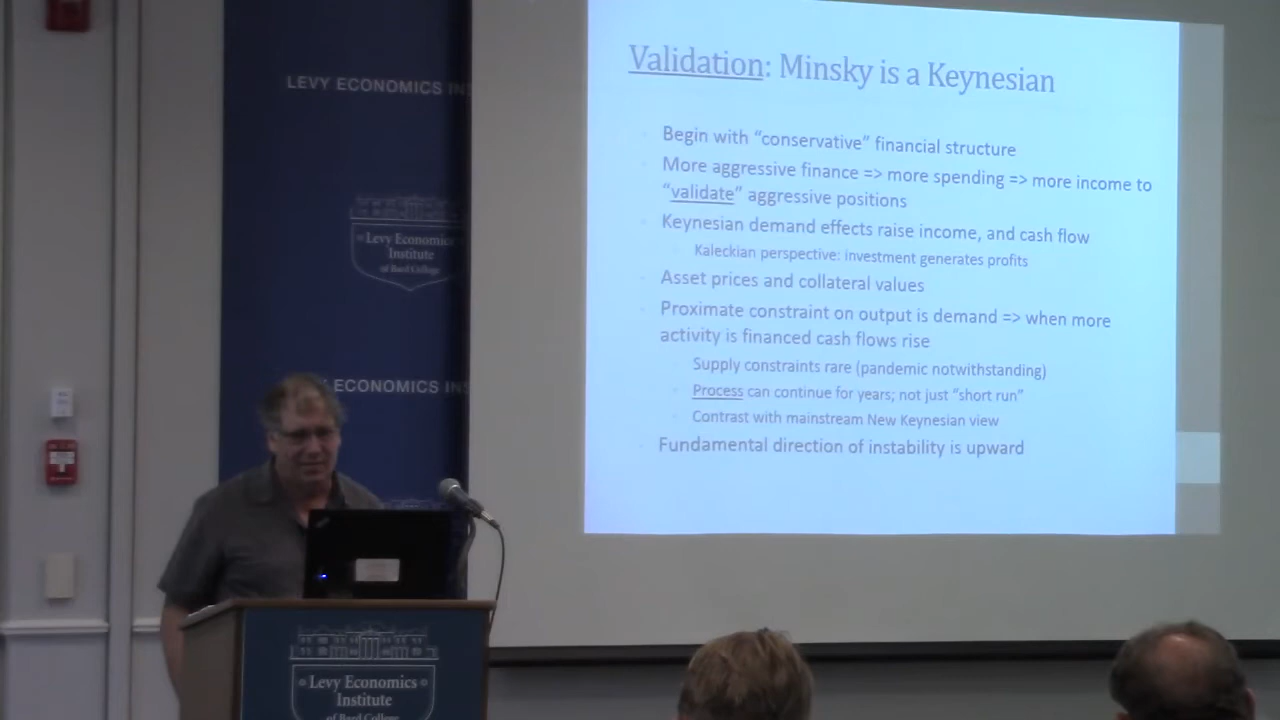 LEVY ECONOMICS IN
Levy Economics
Institute
of Bard College
ECONOMICS INS
Levy Economics
Institute
of Bard College
Validation: Minsky is a Keynesian
Begin with “conservative” financial structure
More aggressive finance => more spending => more income to
“validate” aggressive positions
Keynesian demand effects raise income, and cash flow
Kaleckian perspective: investment generates profits
Asset prices and collateral values
Proximate constraint on output is demand => when more
activity is financed cash flows rise
Supply constraints rare (pandemic notwithstanding)
Process can continue for years; not just “short run”
Contrast with mainstream New Keynesian view
Fundamental direction of instability is upward